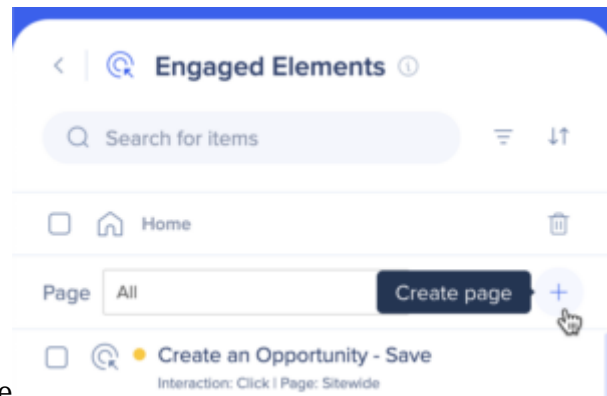 Engaged Elements
Search for items
Home
Page All Create page
Create an Opportunity - Save
Interaction: Click | Page: Sitewide
e